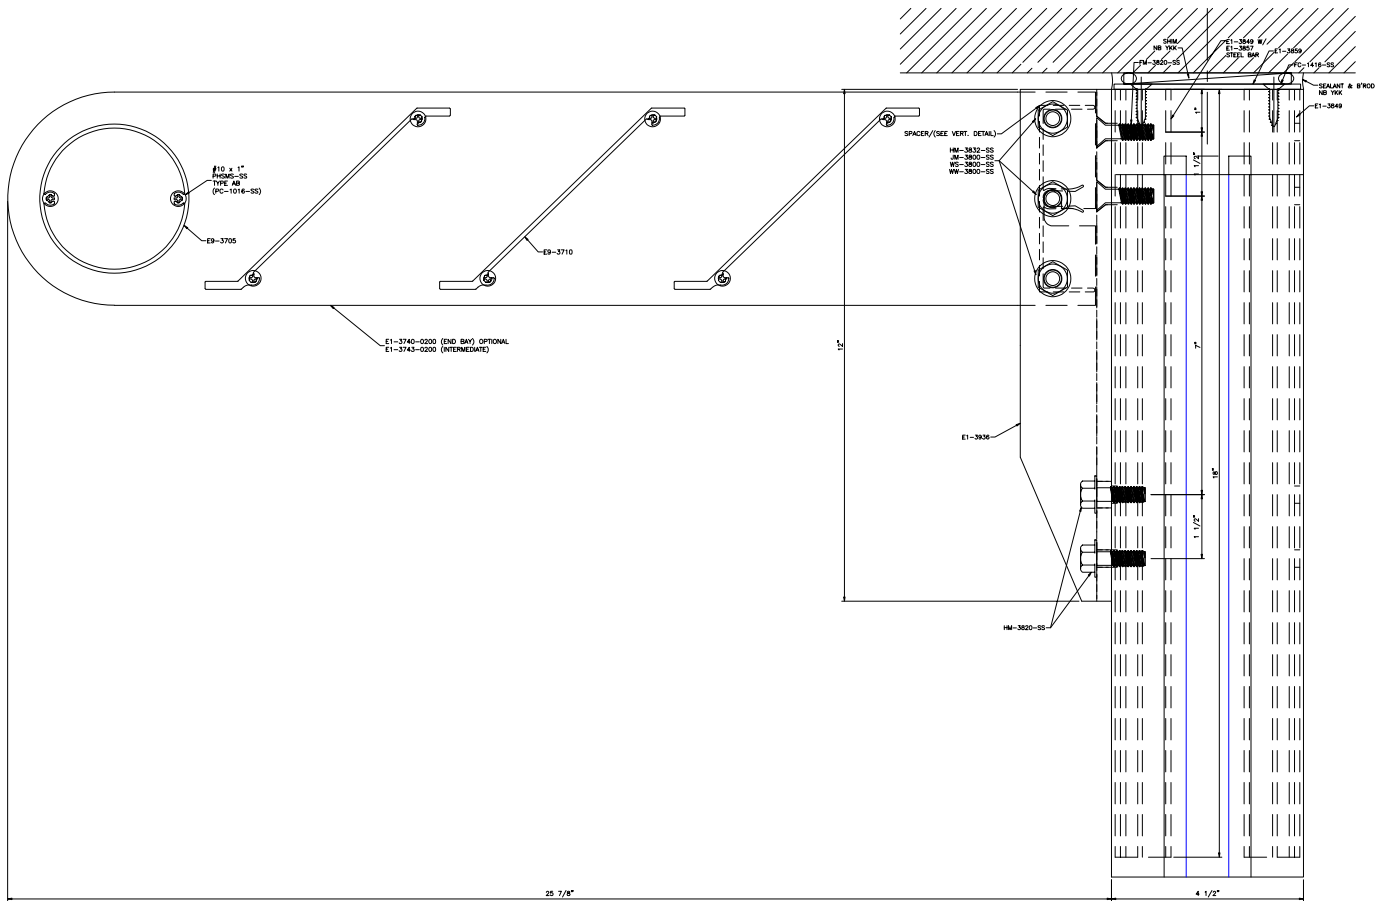 SHIM
NB YKK
E1-3849 W/
E1-3857
STEEL BAR
E1-3859
FM-3820-SS
FC-1416-SS
SEALANT & B'ROD
NB YKK
E1-3849
SPACER/(SEE VERT. DETAIL)
HM-3832-SS
JM-3800-SS
WS-3800-SS
WW-3800-SS
#10 x 1"
PHSMS-SS
TYPE AB
(PC-1016-SS)
E9-3705
E9-3710
E1-3740-0200 (END BAY) OPTIONAL
E1-3743-0200 (INTERMEDIATE)
1"
1 1/2"
12"
7"
E1-3936
18"
1 1/2"
HM-3820-SS
25 7/8"
4 1/2"